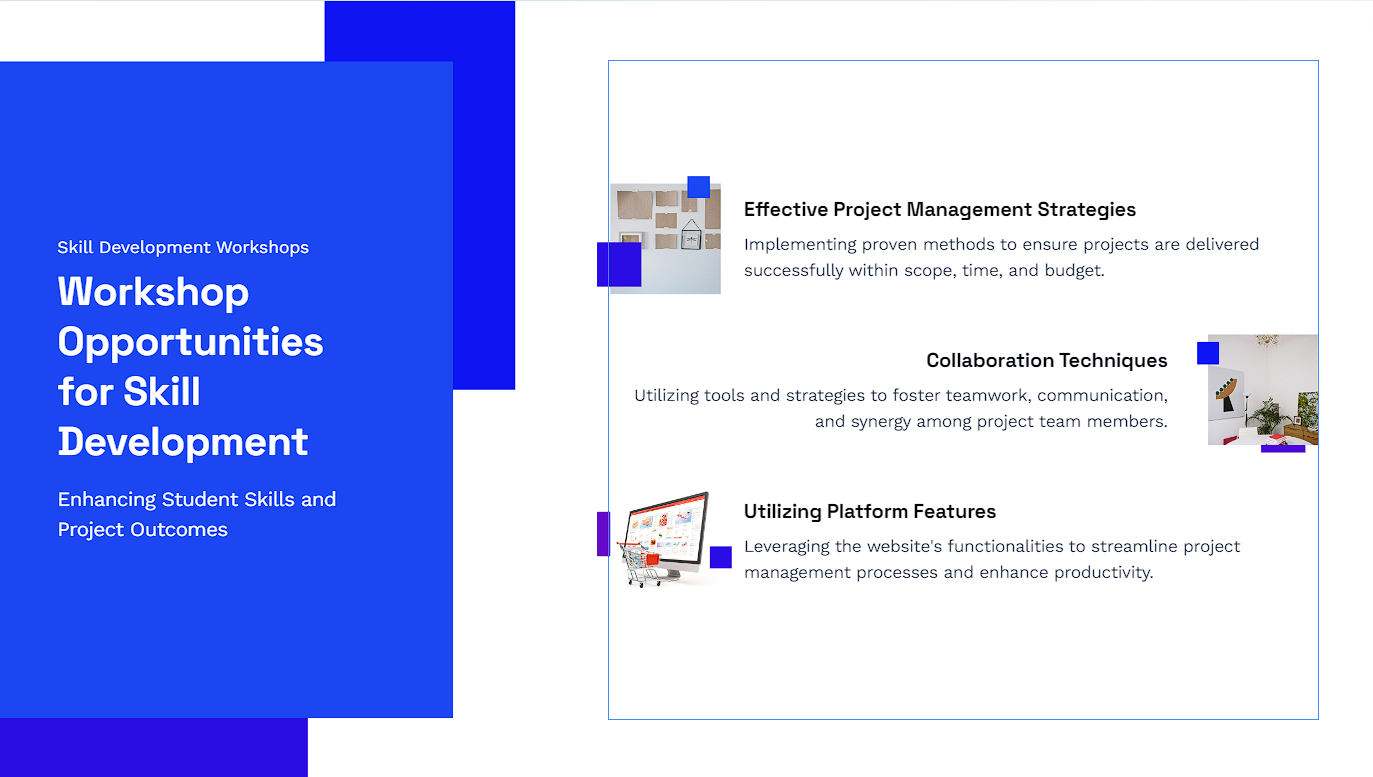 Skill Development Workshops
Workshop
Opportunities
for Skill
Development
Enhancing Student Skills and
Project Outcomes
Effective Project Management Strategies
Implementing proven methods to ensure projects are delivered
successfully within scope, time, and budget.
Collaboration Techniques
Utilizing tools and strategies to foster teamwork, communication,
and synergy among project team members.
Utilizing Platform Features
Leveraging the website's functionalities to streamline project
management processes and enhance productivity.